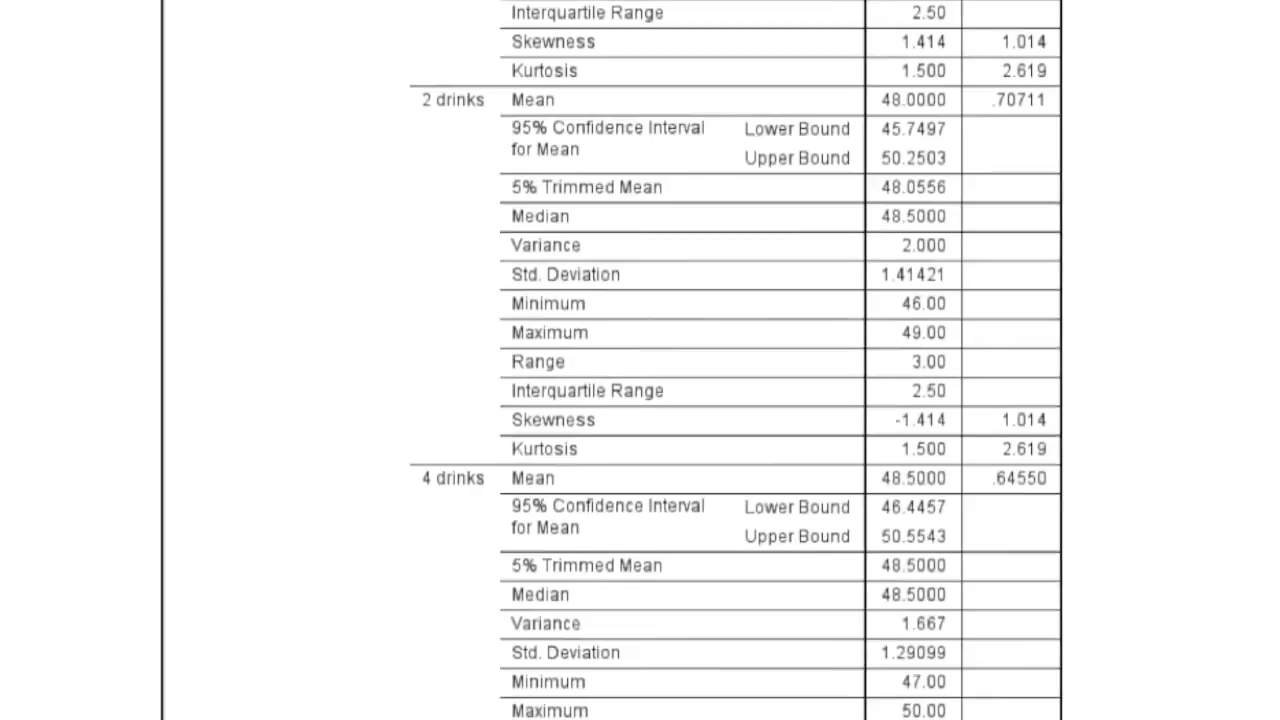 Interquartile Range 2.50
Skewness 1.414 1.014
Kurtosis 1.500 2.619
2 drinks Mean 48.0000 .70711
95% Confidence Interval for Mean Lower Bound 45.7497
Upper Bound 50.2503
5% Trimmed Mean 48.0556
Median 48.5000
Variance 2.000
Std. Deviation 1.41421
Minimum 46.00
Maximum 49.00
Range 3.00
Interquartile Range 2.50
Skewness -1.414 1.014
Kurtosis 1.500 2.619
4 drinks Mean 48.5000 .64550
95% Confidence Interval for Mean Lower Bound 46.4457
Upper Bound 50.5543
5% Trimmed Mean 48.5000
Median 48.5000
Variance 1.667
Std. Deviation 1.29099
Minimum 47.00
Maximum 50.00